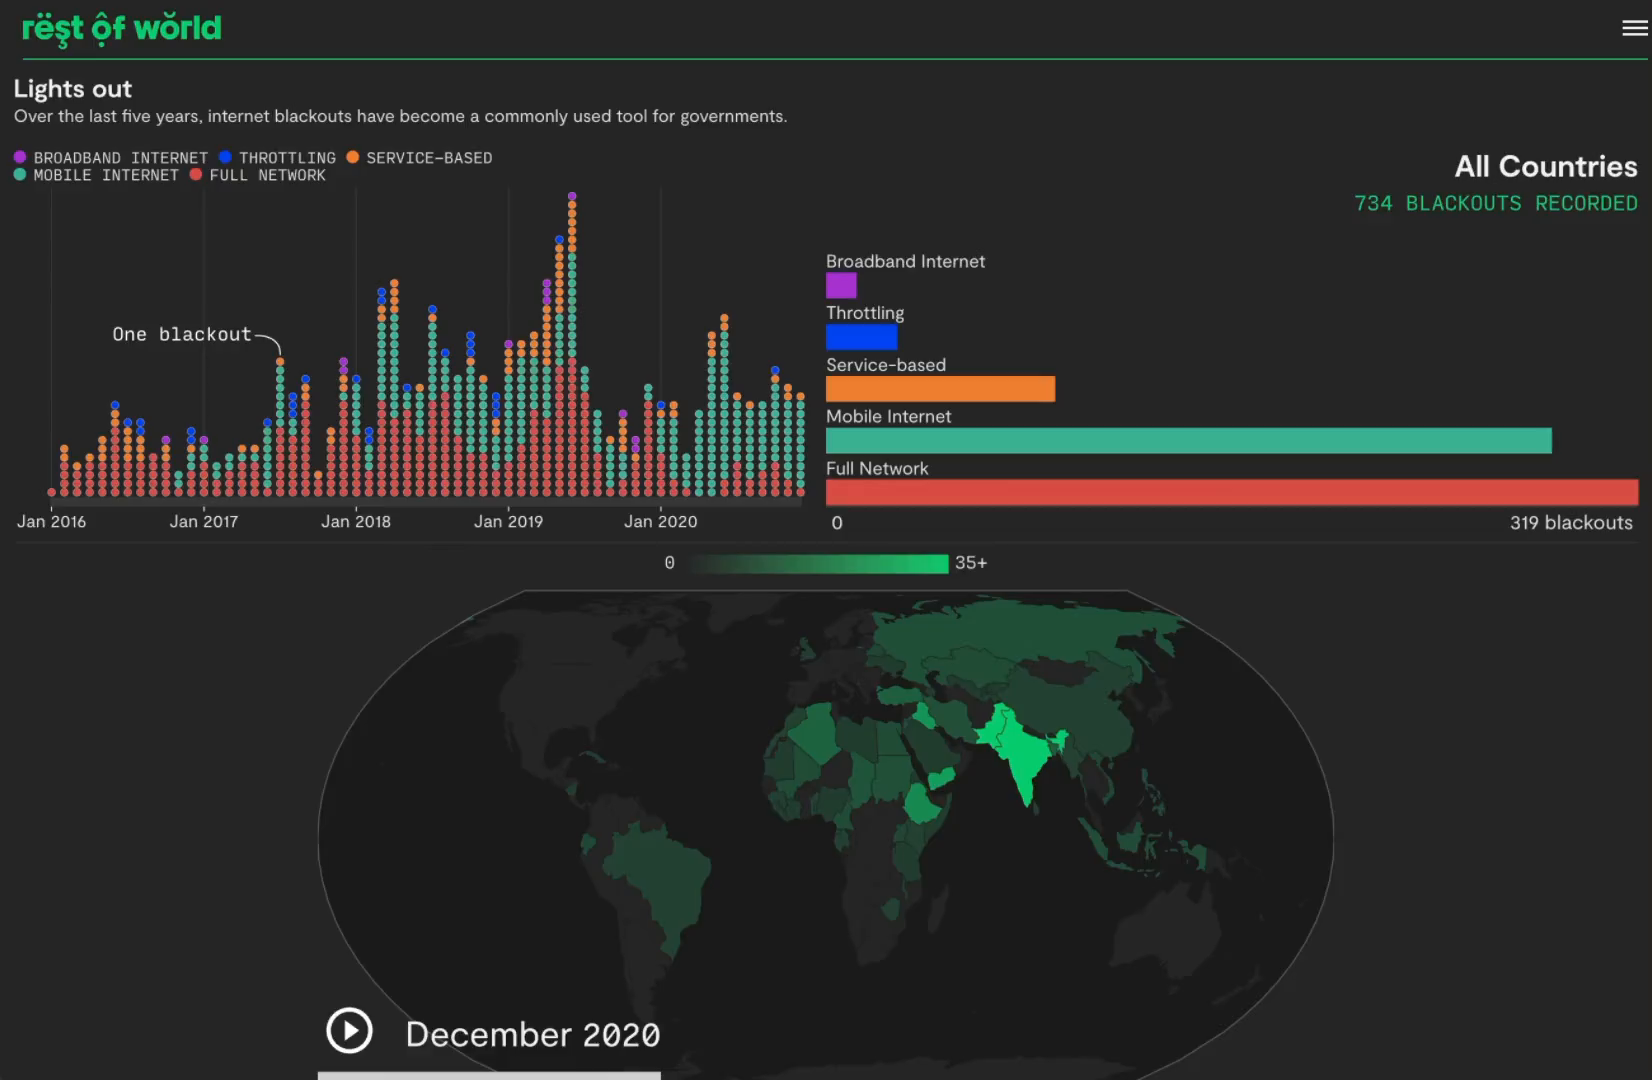 rëşt ộf wŏrld
Lights out
Over the last five years, internet blackouts have become a commonly used tool for governments.
BROADBAND INTERNET THROTTLING SERVICE-BASED
MOBILE INTERNET FULL NETWORK
All Countries
734 BLACKOUTS RECORDED
One blackout
Jan 2016 Jan 2017 Jan 2018 Jan 2019 Jan 2020
Broadband Internet
Throttling
Service-based
Mobile Internet
Full Network
0 319 blackouts
0 35+
December 2020